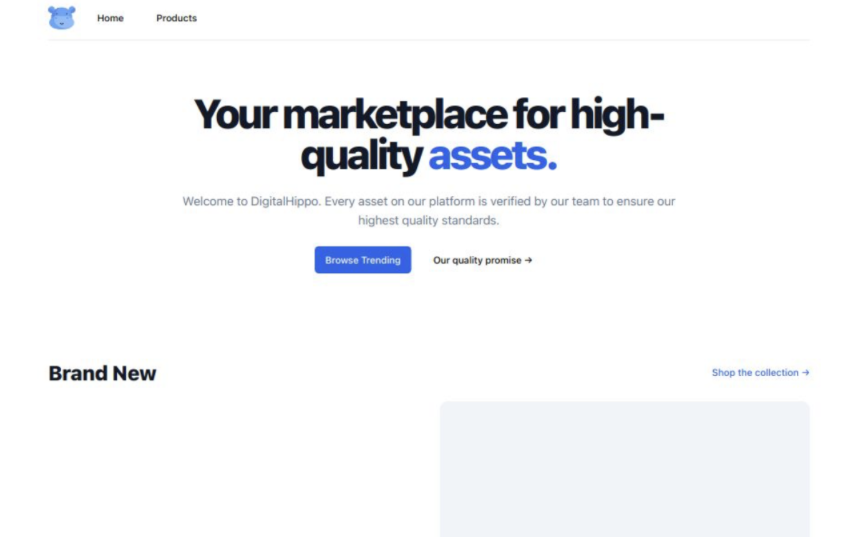 Home Products
Your marketplace for high-
quality assets.
Welcome to DigitalHippo. Every asset on our platform is verified by our team to ensure our
highest quality standards.
Browse Trending Our quality promise →
Brand New Shop the collection →